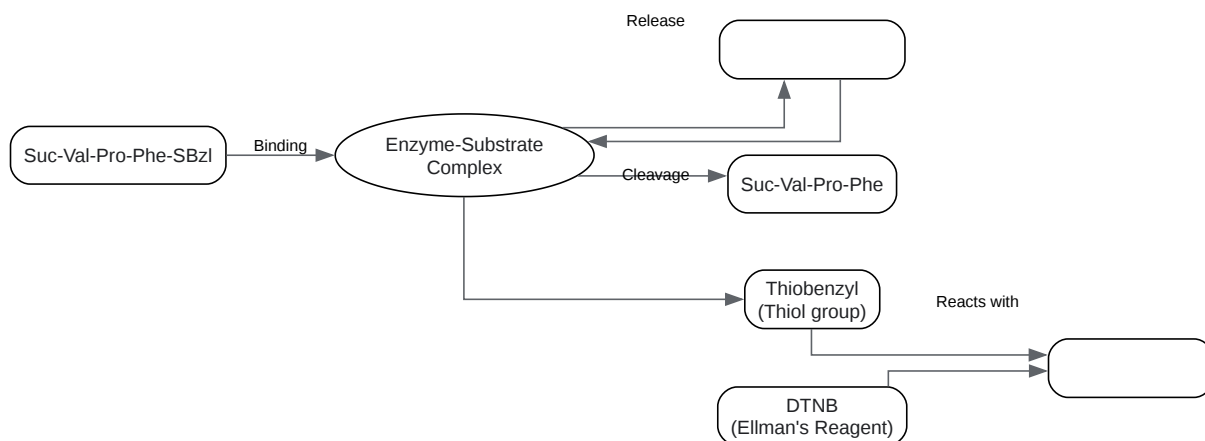 Release
Suc-Val-Pro-Phe-SBzl
Binding
Enzyme-Substrate
Complex
Cleavage
Suc-Val-Pro-Phe
Thiobenzyl
(Thiol group)
Reacts with
DTNB
(Ellman's Reagent)